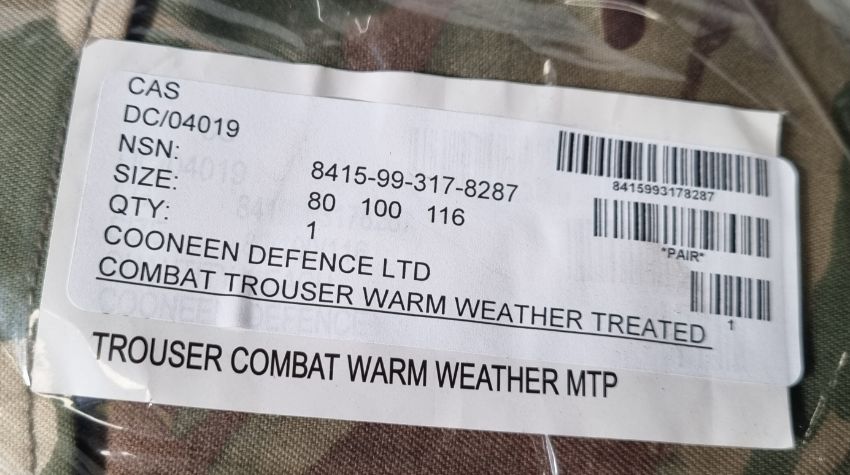 CAS
DC/04019
NSN: 8415-99-317-8287
SIZE: 80 100 116
QTY: 1
COONEEN DEFENCE LTD
COMBAT TROUSER WARM WEATHER TREATED
8415993178287
*PAIR*
1
TROUSER COMBAT WARM WEATHER MTP